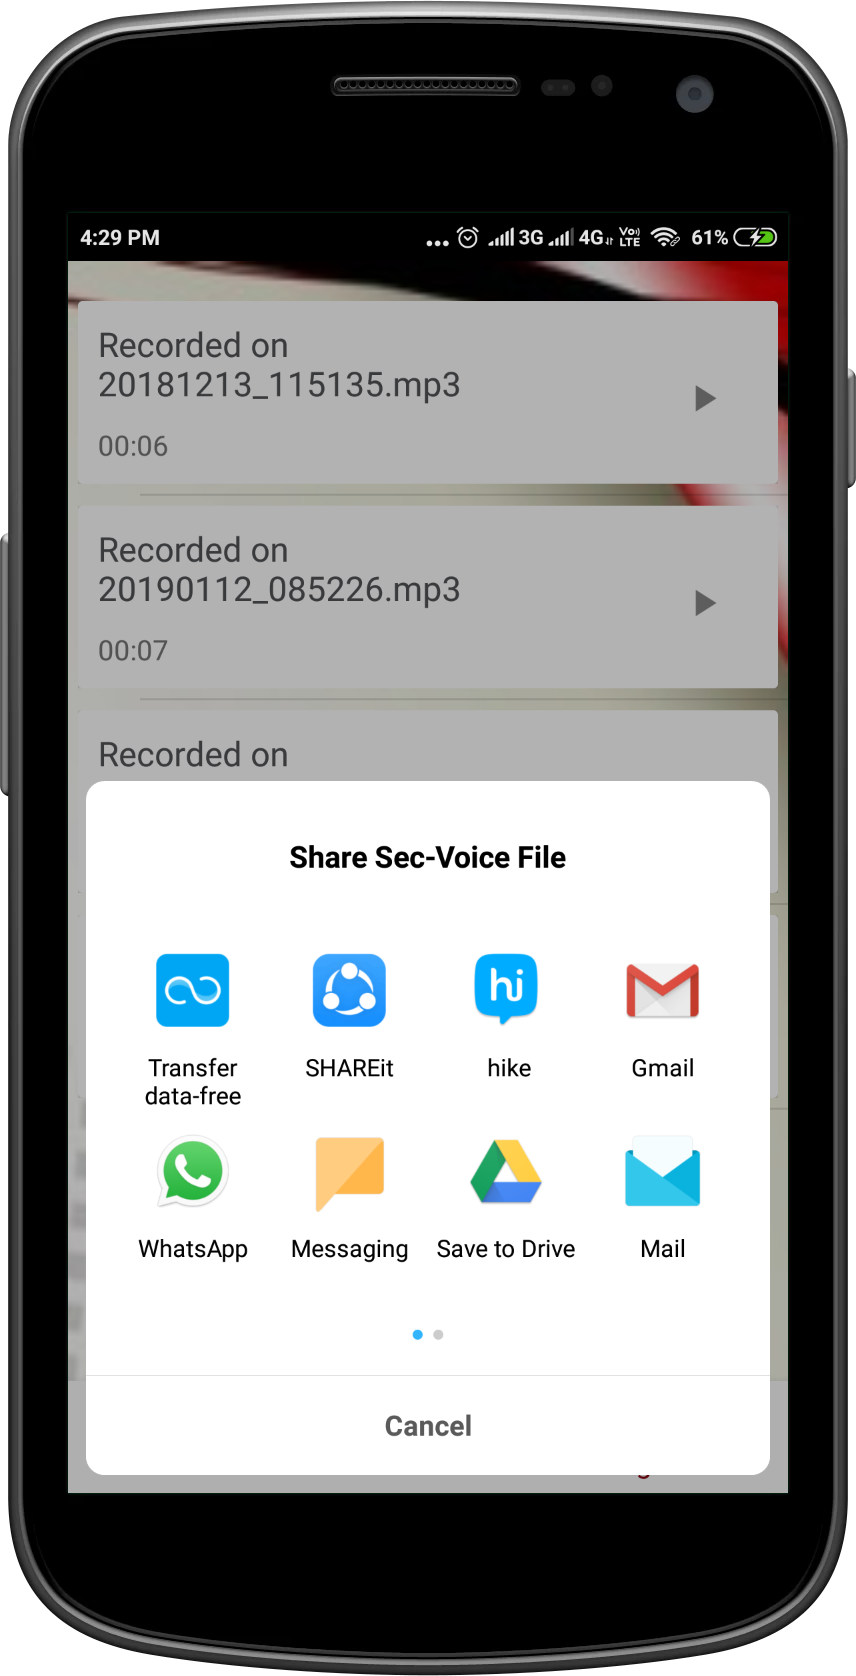 4:29 PM
... 3G 4G Vo) LTE 61%
Recorded on
20181213_115135.mp3
00:06
Recorded on
20190112_085226.mp3
00:07
Recorded on
Share Sec-Voice File
hi
Transfer
data-free
SHAREit
hike
Gmail
WhatsApp
Messaging
Save to Drive
Mail
Cancel